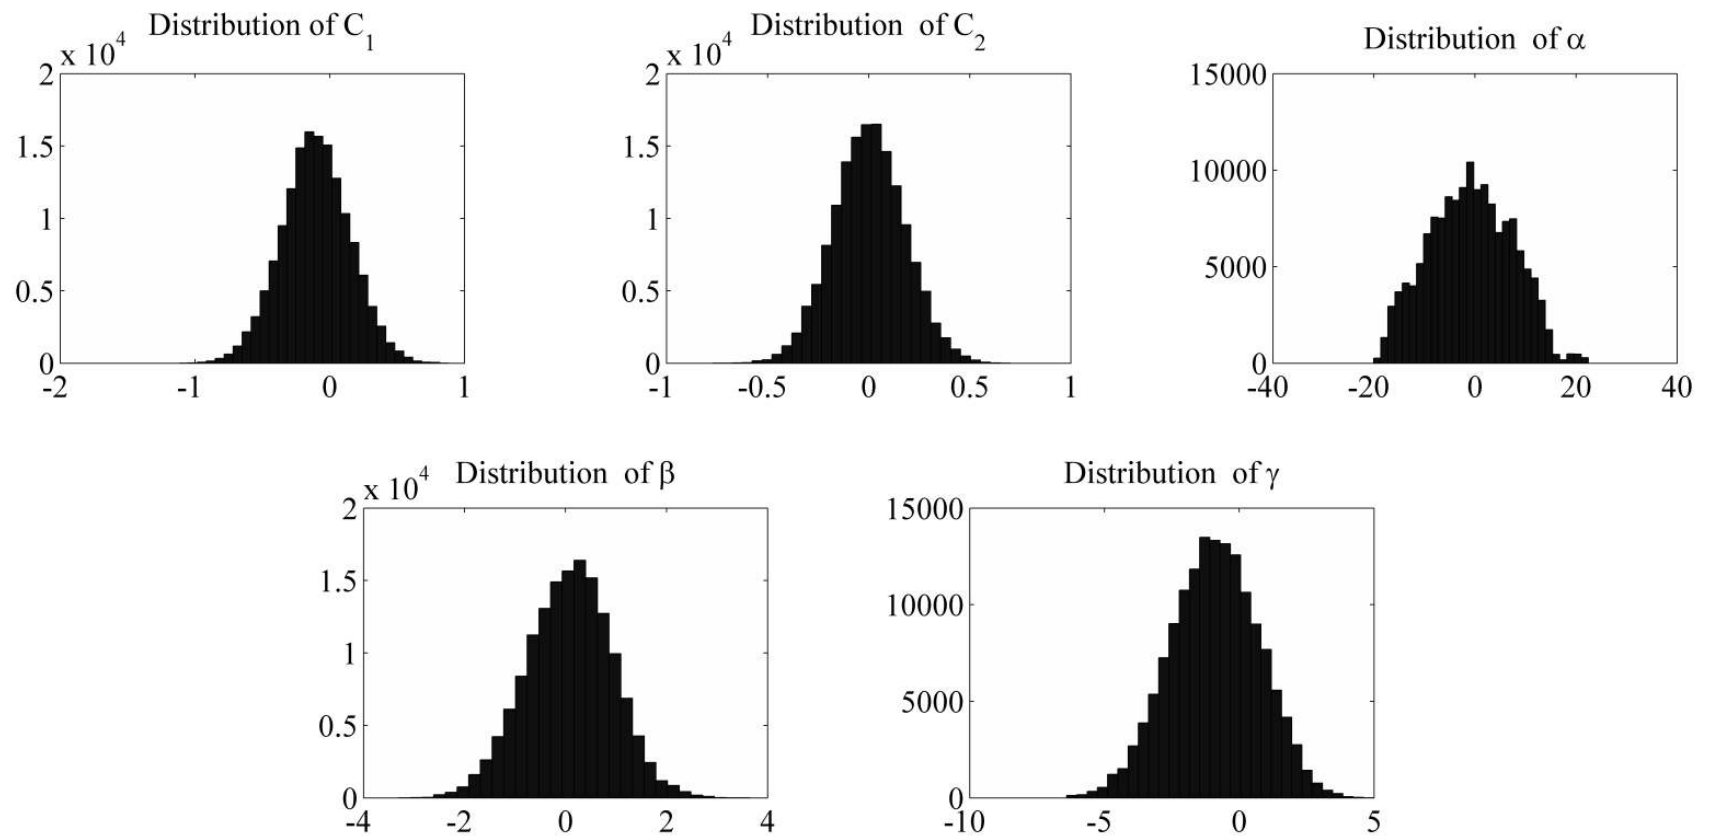 Distribution of C1
x 10^4
2
1.5
1
0.5
0
-2 -1 0 1
Distribution of C2
x 10^4
2
1.5
1
0.5
0
-1 -0.5 0 0.5 1
Distribution of α
15000
10000
5000
0
-40 -20 0 20 40
Distribution of β
x 10^4
2
1.5
1
0.5
0
-4 -2 0 2 4
Distribution of γ
15000
10000
5000
0
-10 -5 0 5